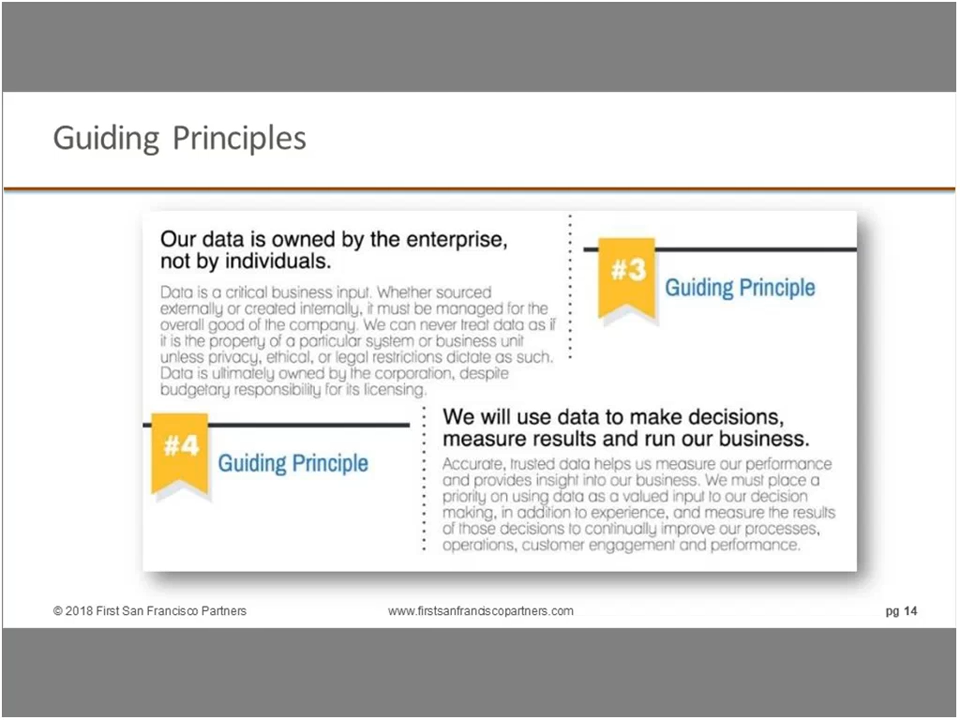 Guiding Principles
Our data is owned by the enterprise,
not by individuals.
Data is a critical business input. Whether sourced
externally or created internally, it must be managed for the
overall good of the company. We can never treat data as if
it is the property of a particular system or business unit
unless privacy, ethical, or legal restrictions dictate as such.
Data is ultimately owned by the corporation, despite
budgetary responsibility for its licensing.
#3
Guiding Principle
#4
Guiding Principle
We will use data to make decisions,
measure results and run our business.
Accurate, trusted data helps us measure our performance
and provides insight into our business. We must place a
priority on using data as a valued input to our decision
making, in addition to experience, and measure the results
of those decisions to continually improve our processes,
operations, customer engagement and performance.
© 2018 First San Francisco Partners
www.firstsanfranciscopartners.com
pg 14